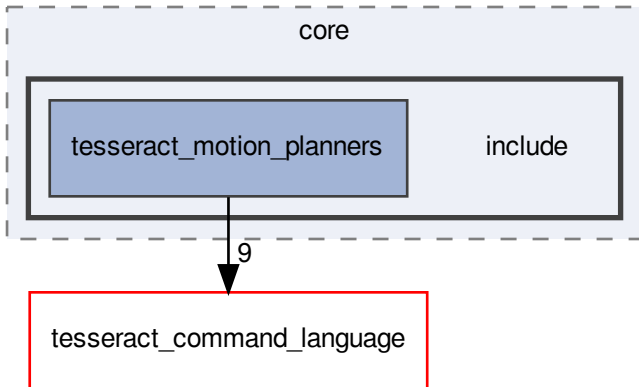 core
tesseract_motion_planners
include
9
tesseract_command_language